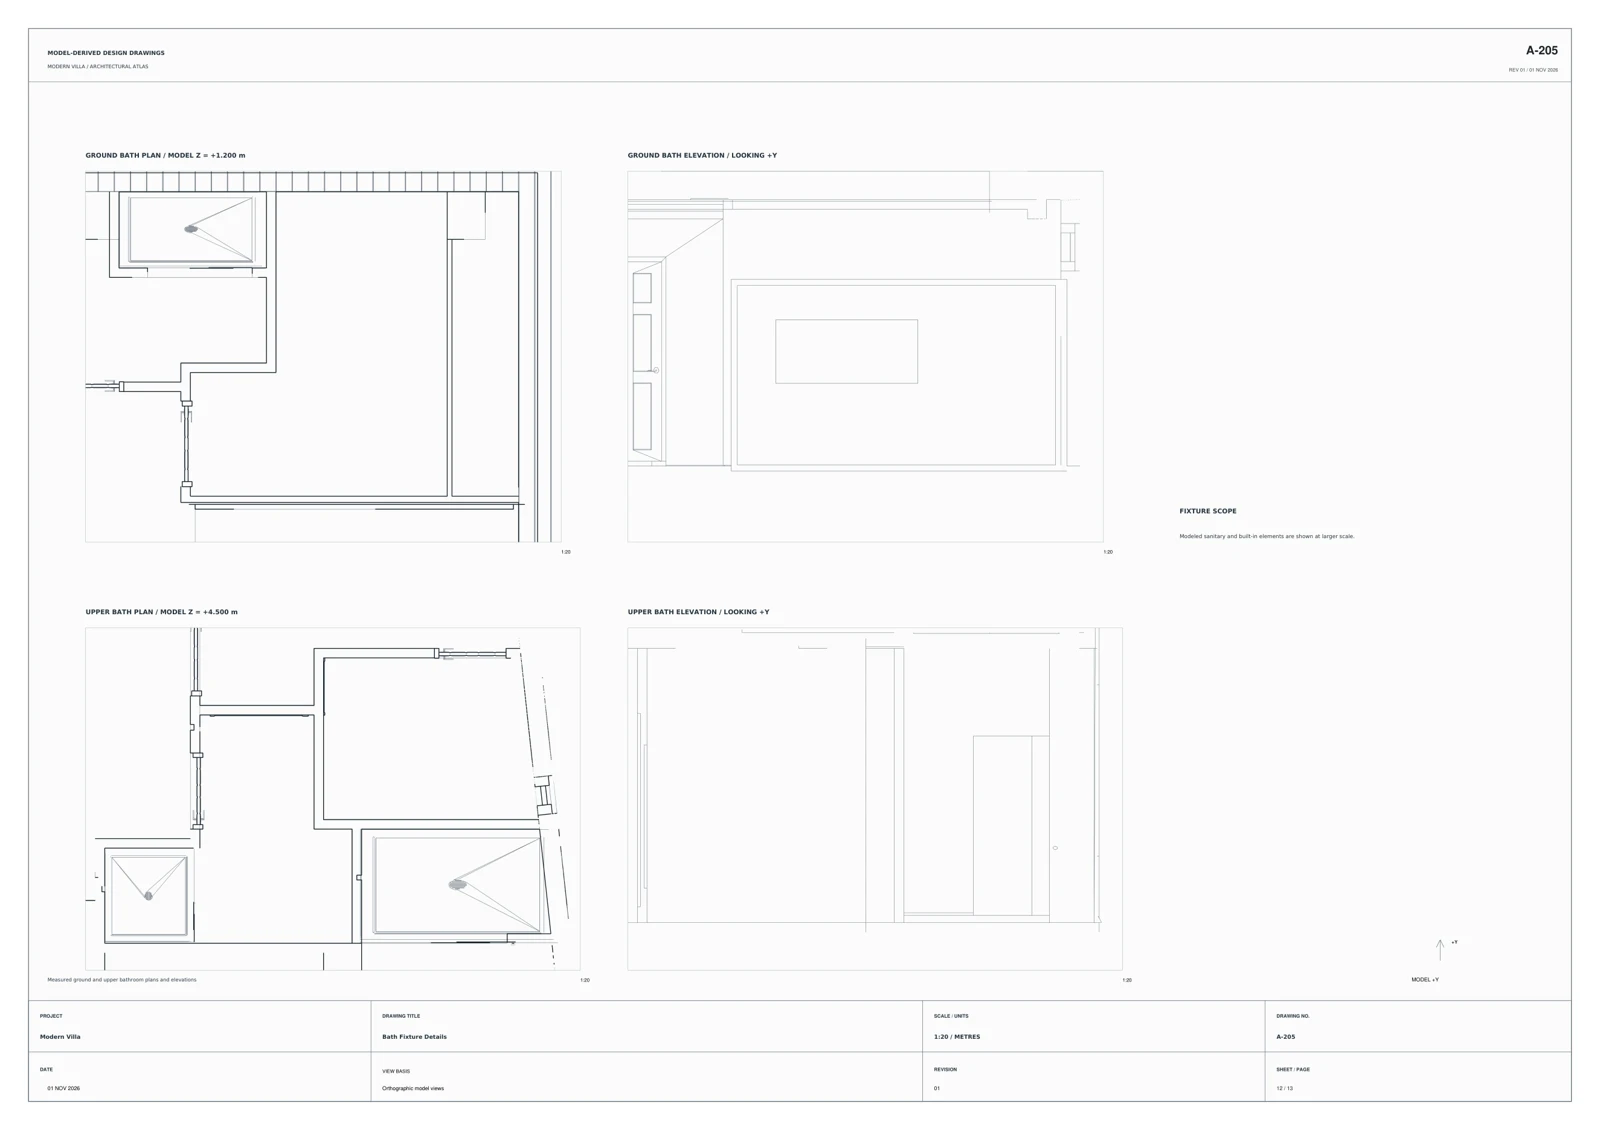 MODEL-DERIVED DESIGN DRAWINGS
MODERN VILLA / ARCHITECTURAL ATLAS
A-205
REV 01 / 01 NOV 2026
GROUND BATH PLAN / MODEL Z = +1.200 m
GROUND BATH ELEVATION / LOOKING +Y
1:20
1:20
FIXTURE SCOPE
Modeled sanitary and built-in elements are shown at larger scale.
UPPER BATH PLAN / MODEL Z = +4.500 m
UPPER BATH ELEVATION / LOOKING +Y
+Y
MODEL +Y
Measured ground and upper bathroom plans and elevations
1:20
1:20
PROJECT
Modern Villa
DRAWING TITLE
Bath Fixture Details
SCALE / UNITS
1:20 / METRES
DRAWING NO.
A-205
DATE
01 NOV 2026
VIEW BASIS
Orthographic model views
REVISION
01
SHEET / PAGE
12 / 13